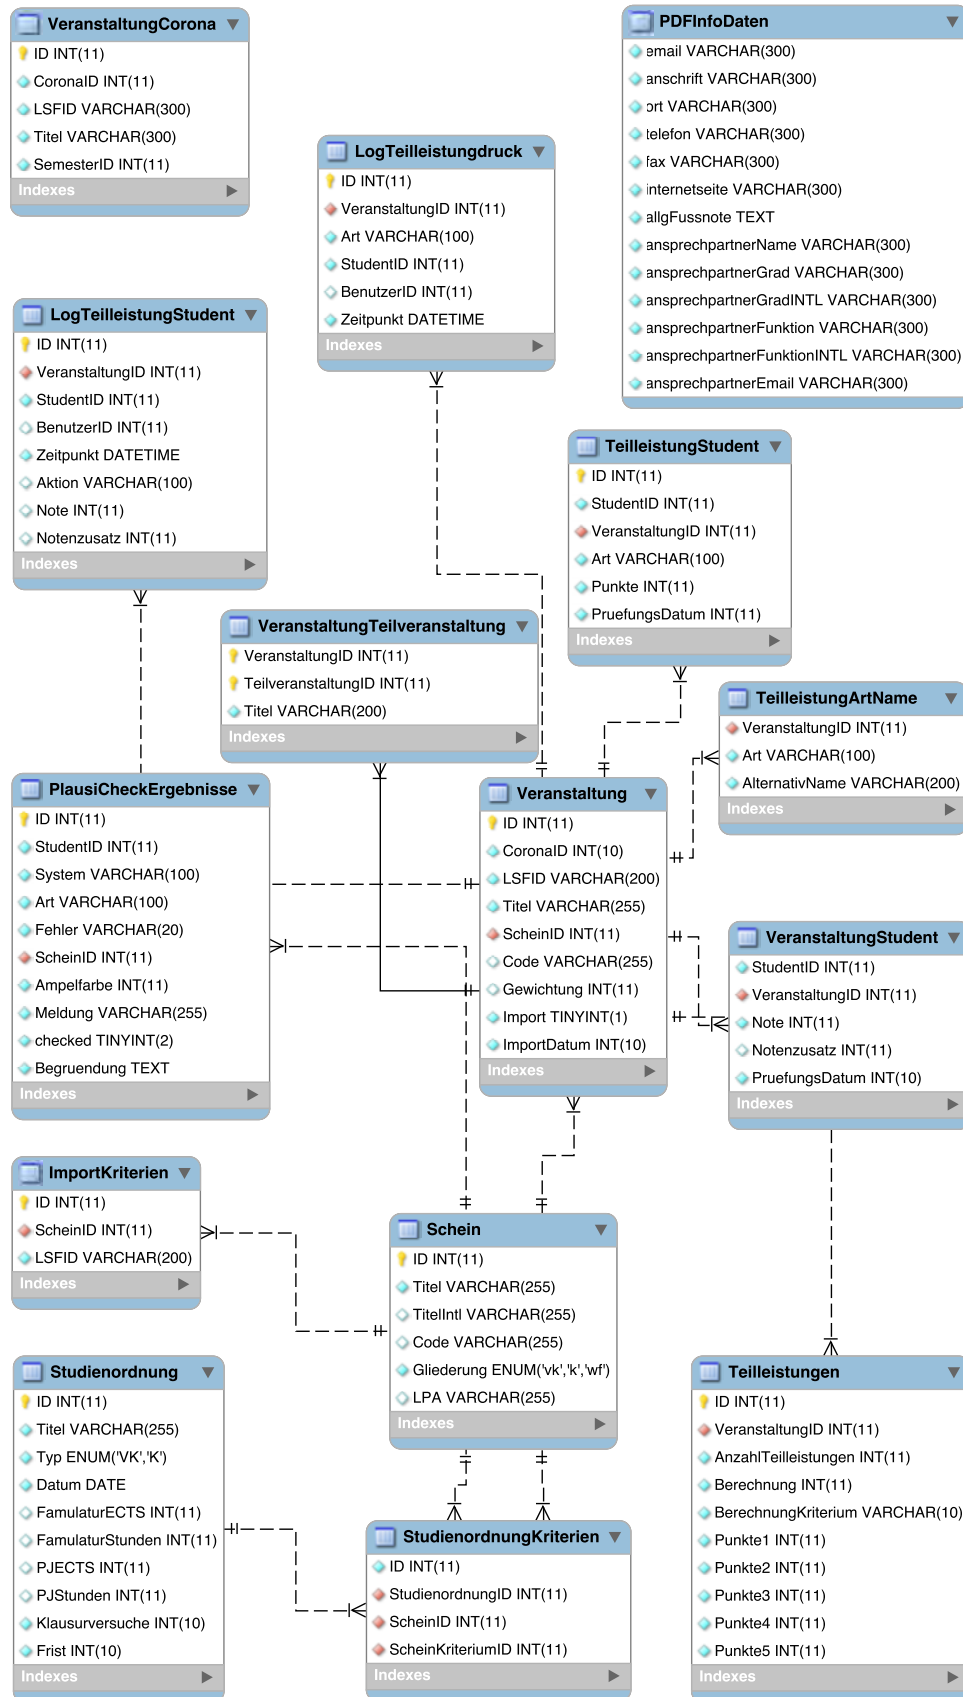 VeranstaltungCorona
ID INT(11)
CoronaID INT(11)
LSFID VARCHAR(300)
Titel VARCHAR(300)
SemesterID INT(11)
Indexes
PDFInfoDaten
email VARCHAR(300)
anschrift VARCHAR(300)
ort VARCHAR(300)
telefon VARCHAR(300)
fax VARCHAR(300)
internetseite VARCHAR(300)
allgFussnote TEXT
ansprechpartnerName VARCHAR(300)
ansprechpartnerGrad VARCHAR(300)
ansprechpartnerGradINTL VARCHAR(300)
ansprechpartnerFunktion VARCHAR(300)
ansprechpartnerFunktionINTL VARCHAR(300)
ansprechpartnerEmail VARCHAR(300)
LogTeilleistungdruck
ID INT(11)
VeranstaltungID INT(11)
Art VARCHAR(100)
StudentID INT(11)
BenutzerID INT(11)
Zeitpunkt DATETIME
Indexes
LogTeilleistungStudent
ID INT(11)
VeranstaltungID INT(11)
StudentID INT(11)
BenutzerID INT(11)
Zeitpunkt DATETIME
Aktion VARCHAR(100)
Note INT(11)
Notenzusatz INT(11)
Indexes
TeilleistungStudent
ID INT(11)
StudentID INT(11)
VeranstaltungID INT(11)
Art VARCHAR(100)
Punkte INT(11)
PruefungsDatum INT(11)
Indexes
VeranstaltungTeilveranstaltung
VeranstaltungID INT(11)
TeilveranstaltungID INT(11)
Titel VARCHAR(200)
Indexes
TeilleistungArtName
VeranstaltungID INT(11)
Art VARCHAR(100)
AlternativName VARCHAR(200)
Indexes
PlausiCheckErgebnisse
ID INT(11)
StudentID INT(11)
System VARCHAR(100)
Art VARCHAR(100)
Fehler VARCHAR(20)
ScheinID INT(11)
Ampelfarbe INT(11)
Meldung VARCHAR(255)
checked TINYINT(2)
Begruendung TEXT
Indexes
Veranstaltung
ID INT(11)
CoronaID INT(10)
LSFID VARCHAR(200)
Titel VARCHAR(255)
ScheinID INT(11)
Code VARCHAR(255)
Gewichtung INT(11)
Import TINYINT(1)
ImportDatum INT(10)
Indexes
VeranstaltungStudent
StudentID INT(11)
VeranstaltungID INT(11)
Note INT(11)
Notenzusatz INT(11)
PruefungsDatum INT(10)
Indexes
ImportKriterien
ID INT(11)
ScheinID INT(11)
LSFID VARCHAR(200)
Indexes
Schein
ID INT(11)
Titel VARCHAR(255)
TitelIntl VARCHAR(255)
Code VARCHAR(255)
Gliederung ENUM('vk','k','wf')
LPA VARCHAR(255)
Indexes
Studienordnung
ID INT(11)
Titel VARCHAR(255)
Typ ENUM('VK','K')
Datum DATE
FamulaturECTS INT(11)
FamulaturStunden INT(11)
PJECTS INT(11)
PJStunden INT(11)
Klausurversuche INT(10)
Frist INT(10)
Indexes
StudienordnungKriterien
ID INT(11)
StudienordnungID INT(11)
ScheinID INT(11)
ScheinKriteriumID INT(11)
Indexes
Teilleistungen
ID INT(11)
VeranstaltungID INT(11)
AnzahlTeilleistungen INT(11)
Berechnung INT(11)
BerechnungKriterium VARCHAR(10)
Punkte1 INT(11)
Punkte2 INT(11)
Punkte3 INT(11)
Punkte4 INT(11)
Punkte5 INT(11)
Indexes